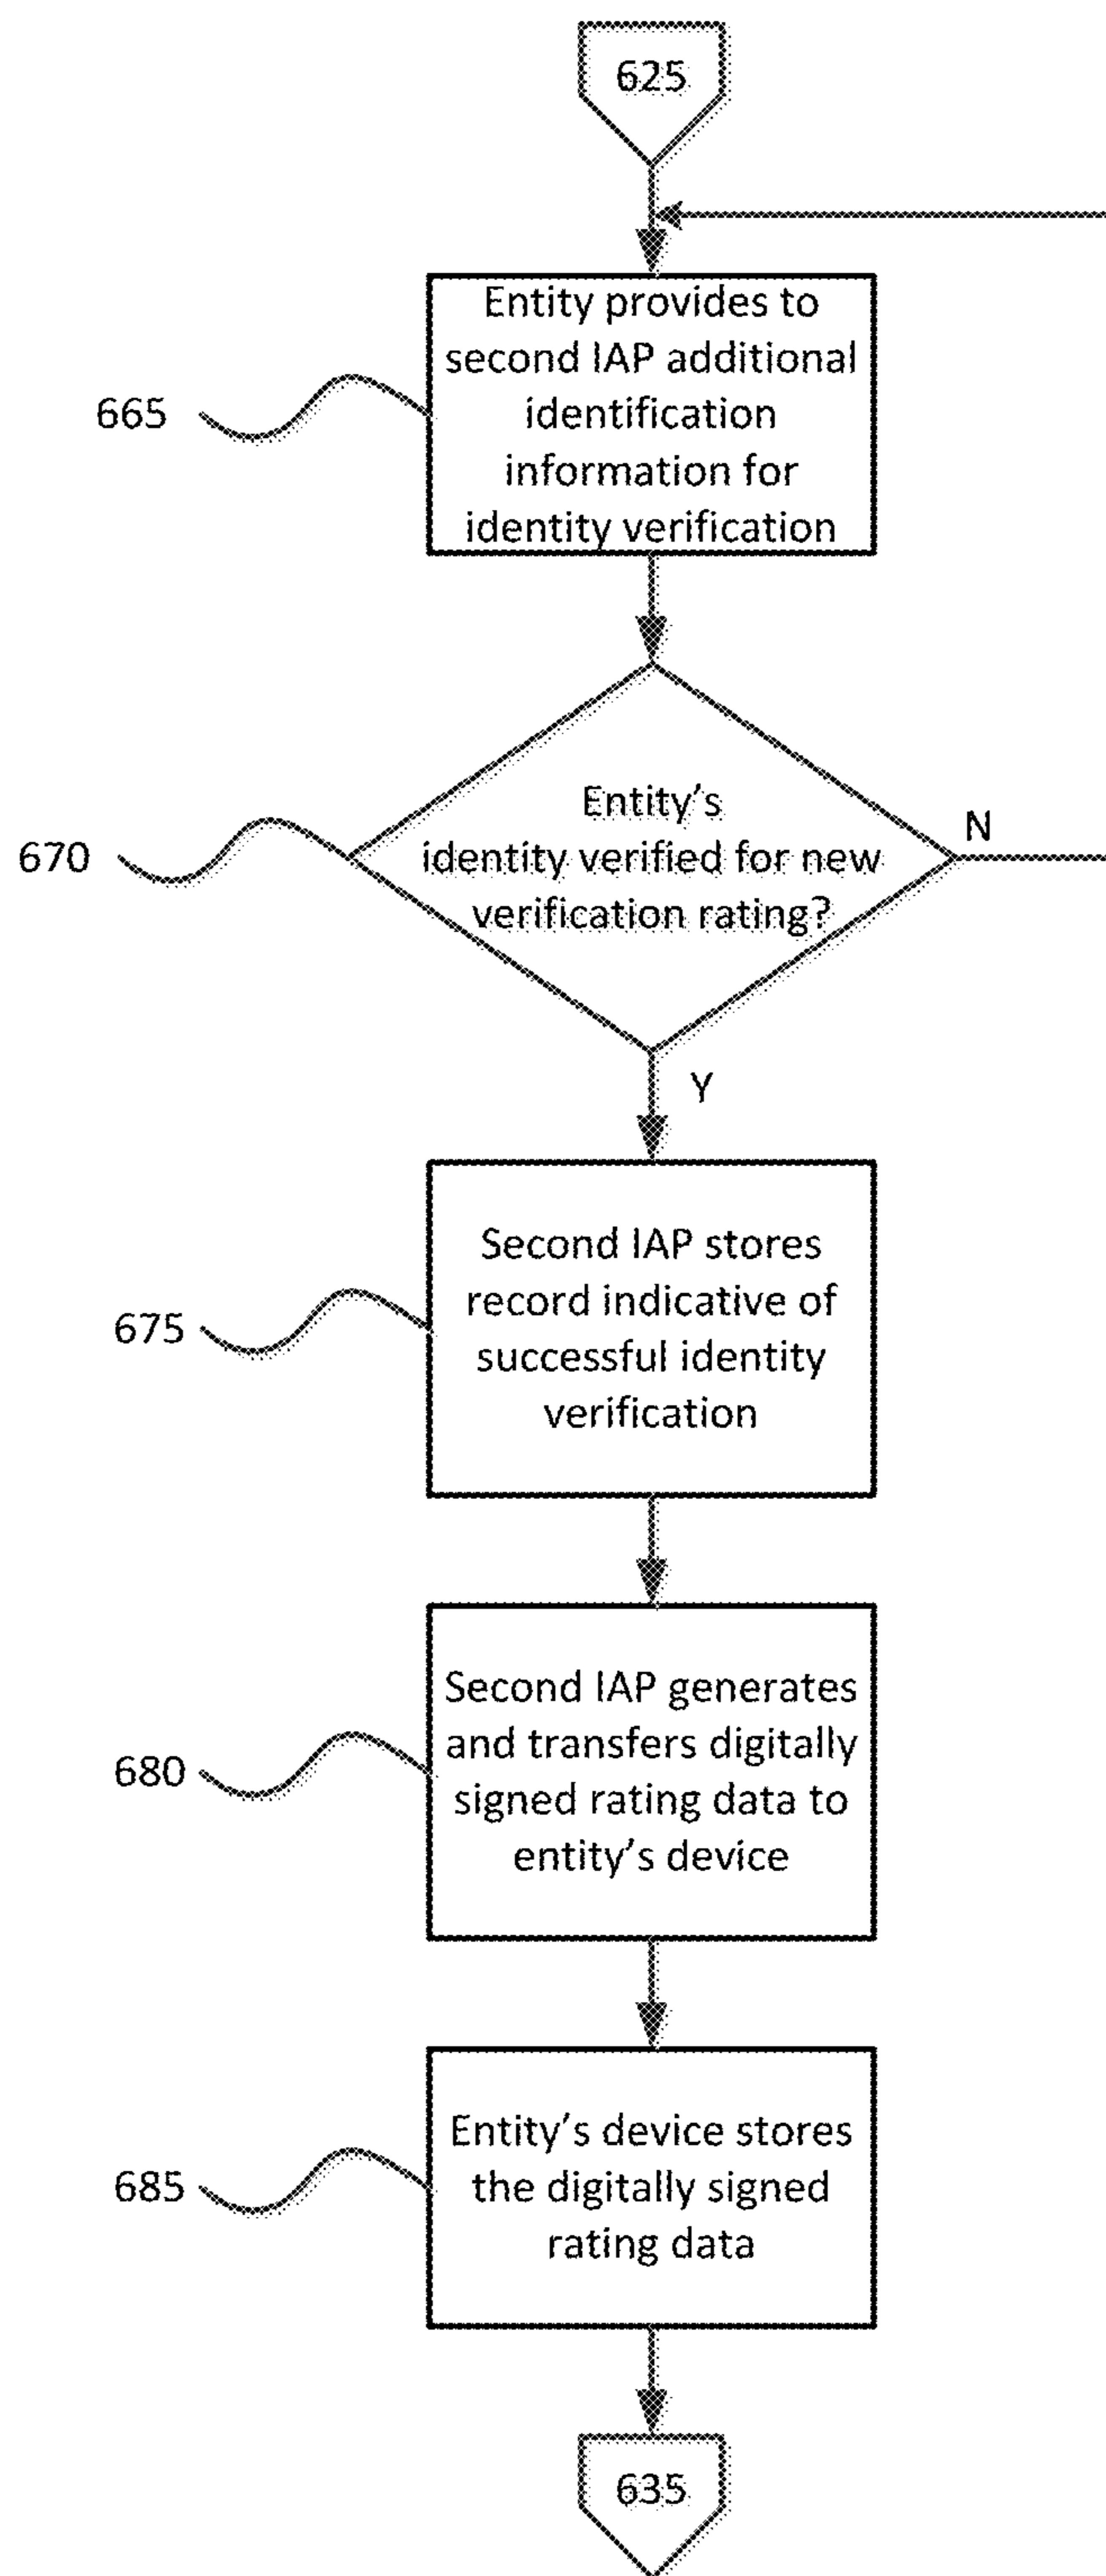 625
Entity provides to
second IAP additional
identification
information for
identity verification
665
Entity's
identity verified for new
verification rating?
670
N
Y
Second IAP stores
record indicative of
successful identity
verification
675
Second IAP generates
and transfers digitally
signed rating data to
entity's device
680
Entity's device stores
the digitally signed
rating data
685
635